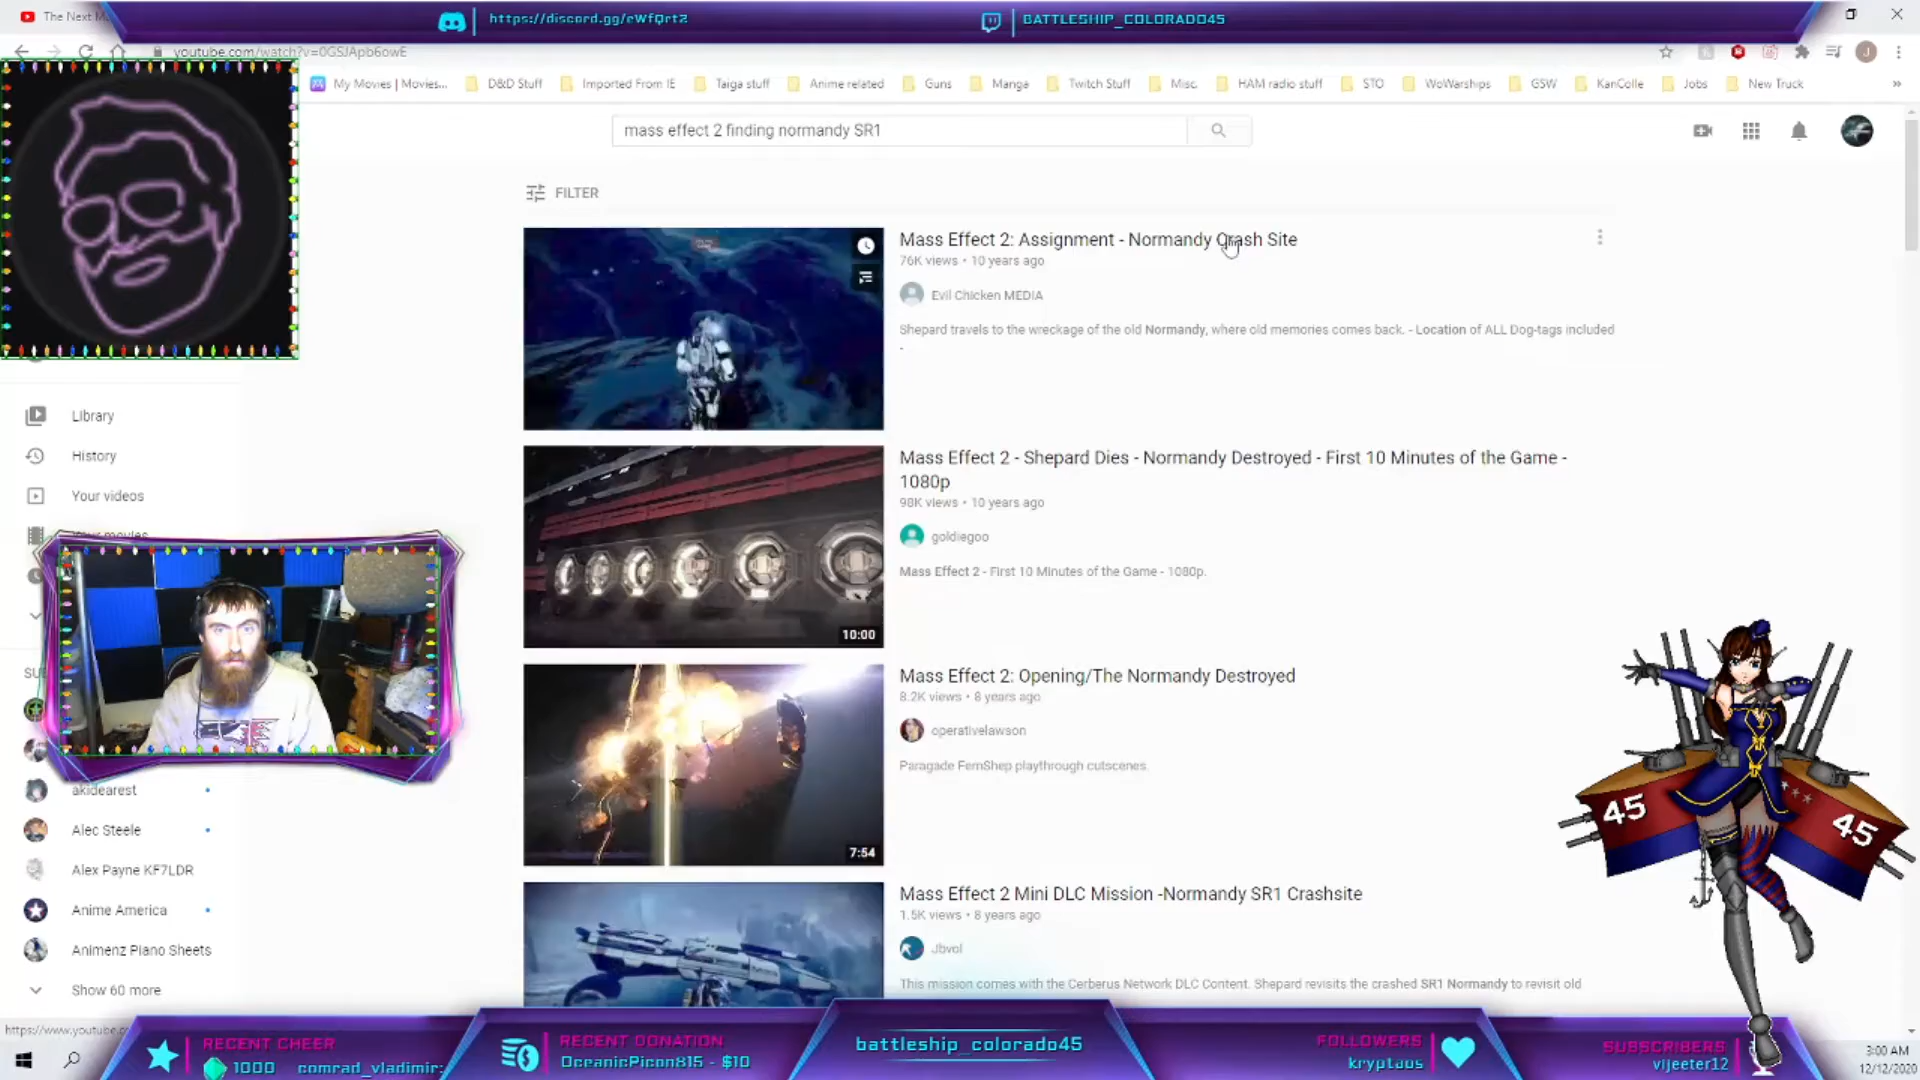 The Next M
https://discord.gg/eWfQrt2
BATTLESHIP_COLORADO45
youtube.com/watch?v=0GSJApb6owE
My Movies | Movies...
D&D Stuff
Imported From IE
Taiga stuff
Anime related
Guns
Manga
Twitch Stuff
Misc.
HAM radio stuff
STO
WoWarships
GSW
KanColle
Jobs
New Truck
mass effect 2 finding normandy SR1
FILTER
Mass Effect 2: Assignment - Normandy Crash Site
76K views • 10 years ago
Evil Chicken MEDIA
Shepard travels to the wreckage of the old Normandy, where old memories comes back. - Location of ALL Dog-tags included
-
Library
History
Your videos
Your movies
Mass Effect 2 - Shepard Dies - Normandy Destroyed - First 10 Minutes of the Game -
1080p
98K views • 10 years ago
goldiegoo
Mass Effect 2 - First 10 Minutes of the Game - 1080p.
10:00
Mass Effect 2: Opening/The Normandy Destroyed
8.2K views • 8 years ago
operativelawson
Paragade FemShep playthrough cutscenes.
7:54
SU
akidearest
Alec Steele
Alex Payne KF7LDR
Anime America
Animenz Piano Sheets
Show 60 more
Mass Effect 2 Mini DLC Mission -Normandy SR1 Crashsite
1.5K views • 8 years ago
Jbvol
This mission comes with the Cerberus Network DLC Content. Shepard revisits the crashed SR1 Normandy to revisit old
45
45
https://www.youtube.c
RECENT CHEER
1000 comrad_vladimir:
RECENT DONATION
OceanicPicon815 - $10
battleship_colorado45
FOLLOWERS
kryptaos
SUBSCRIBERS
vijeeter12
3:00 AM
12/12/2020